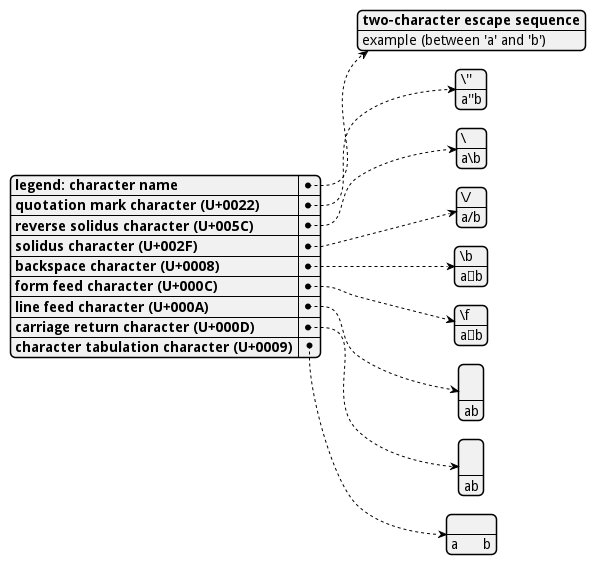 two-character escape sequence
example (between 'a' and 'b')
\"
a"b
\
a\b
legend: character name
quotation mark character (U+0022)
reverse solidus character (U+005C)
solidus character (U+002F)
backspace character (U+0008)
form feed character (U+000C)
line feed character (U+000A)
carriage return character (U+000D)
character tabulation character (U+0009)
\/
a/b
\b
a▯b
\f
a▯b
ab
ab
a	b